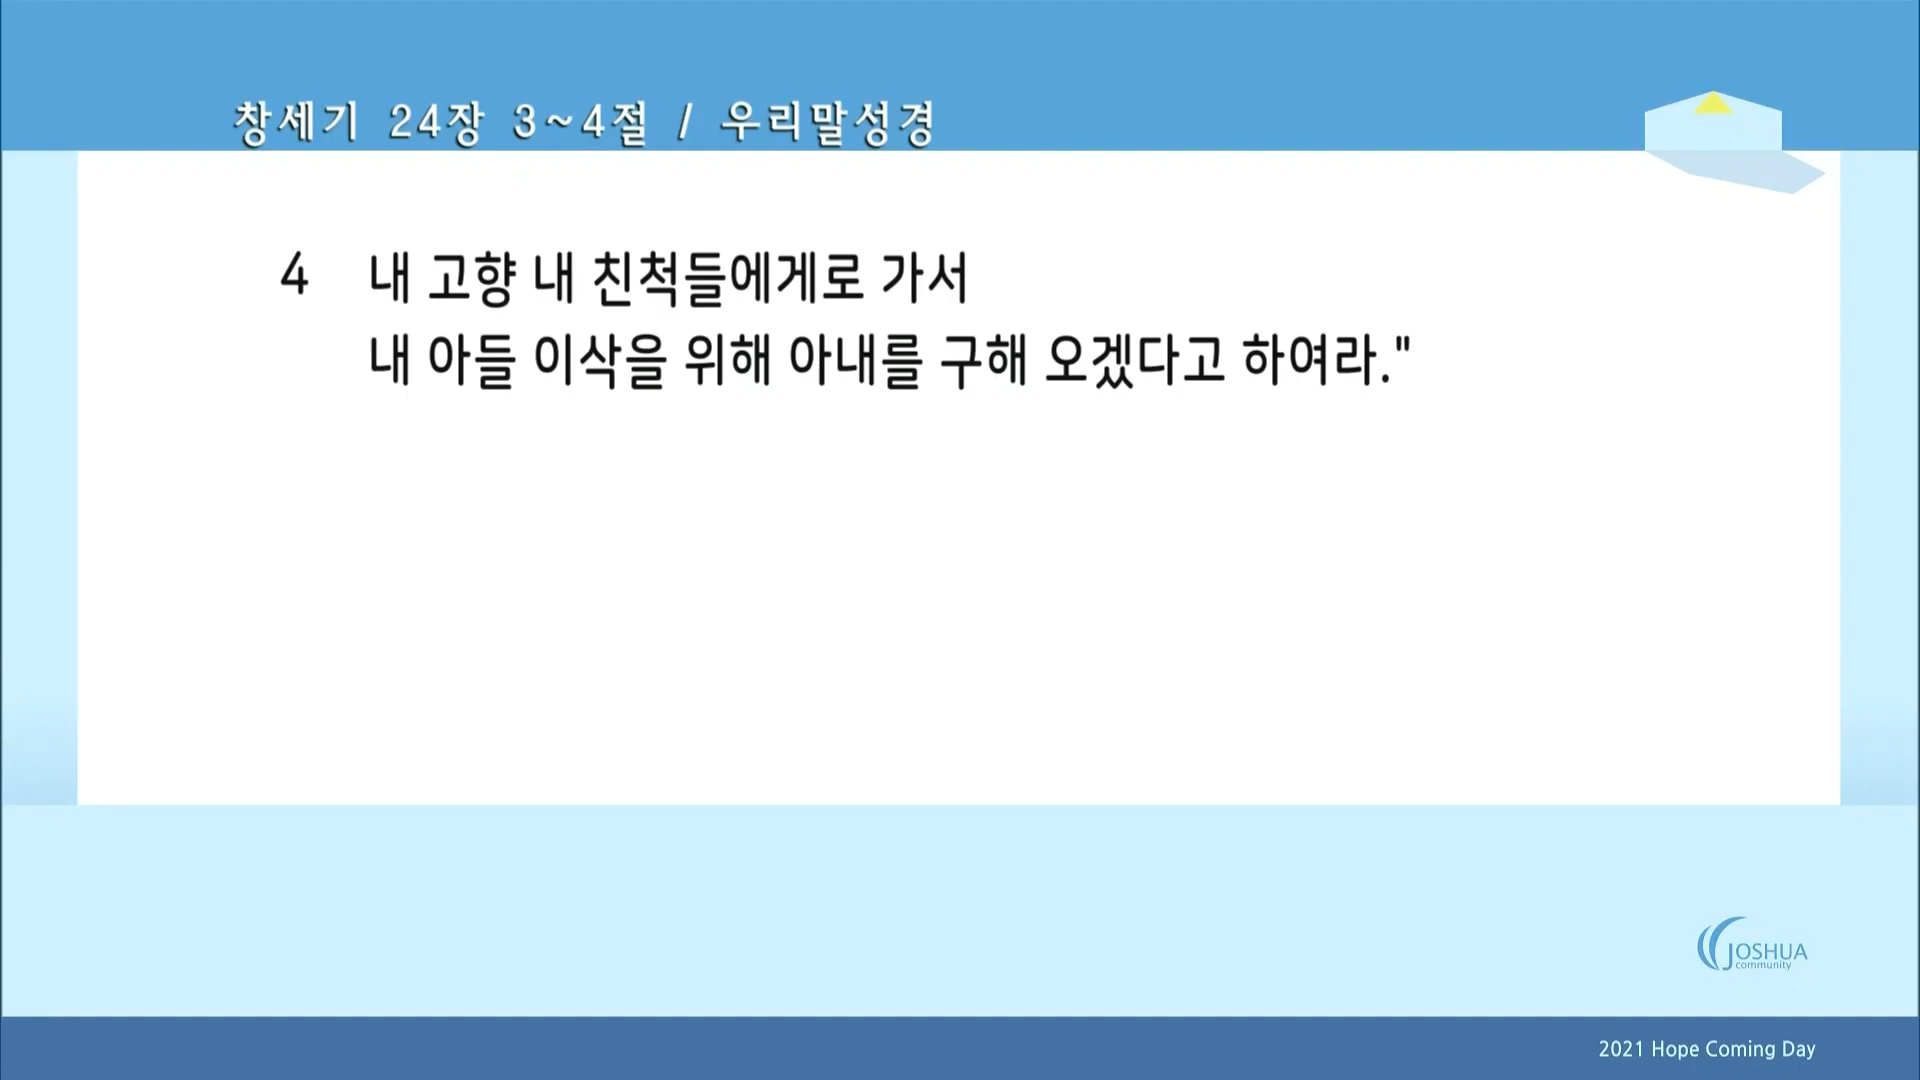 창세기 24장 3~4절 / 우리말성경
4 내 고향 내 친척들에게로 가서
내 아들 이삭을 위해 아내를 구해 오겠다고 하여라."
JOSHUA
community
2021 Hope Coming Day